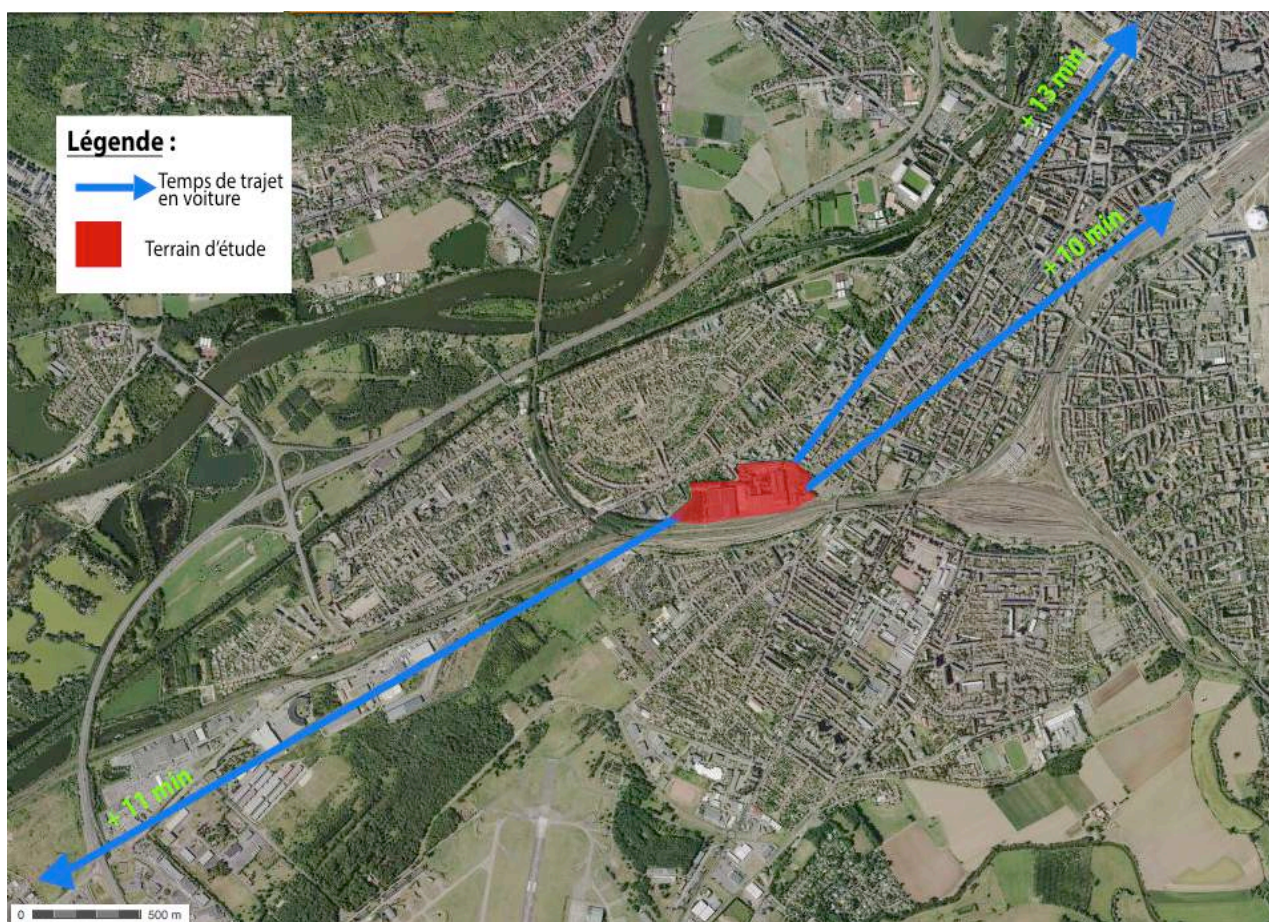 Légende :
Temps de trajet
en voiture
Terrain d'étude
+ 13 min
+ 10 min
+ 11 min
0 500 m